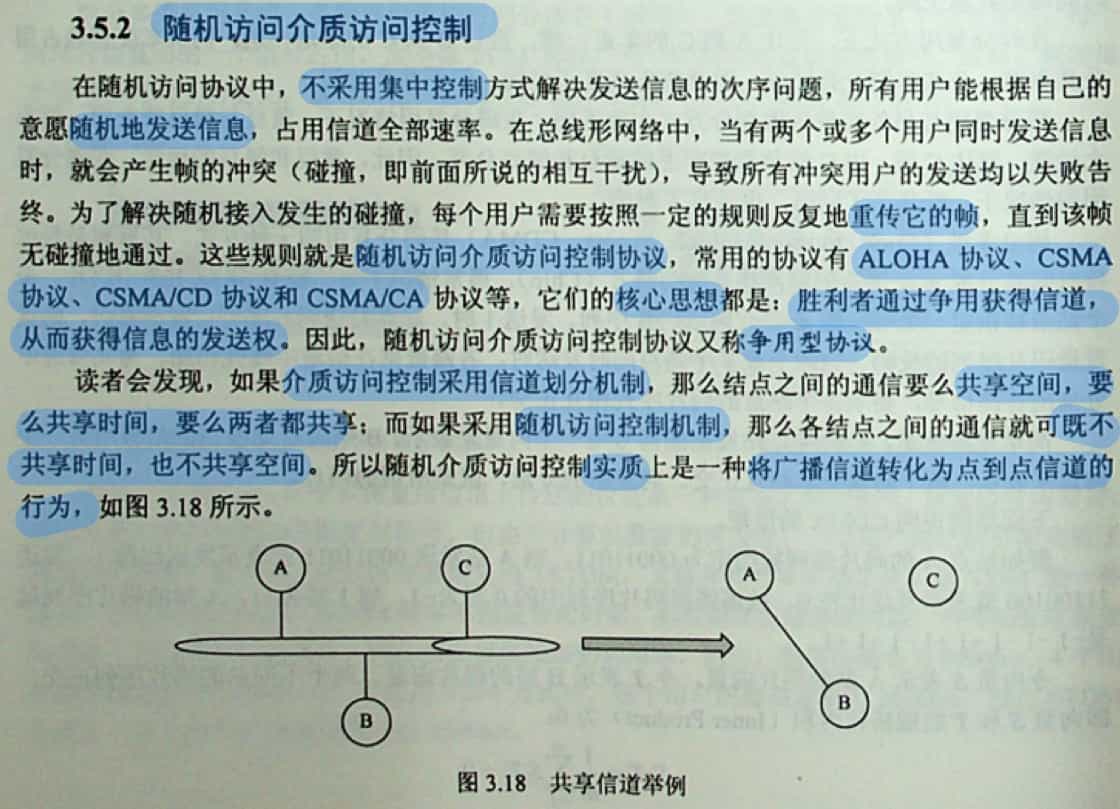 3.5.2 随机访问介质访问控制
在随机访问协议中，不采用集中控制方式解决发送信息的次序问题，所有用户能根据自己的
意愿随机地发送信息，占用信道全部速率。在总线形网络中，当有两个或多个用户同时发送信息
时，就会产生帧的冲突（碰撞，即前面所说的相互干扰），导致所有冲突用户的发送均以失败告
终。为了解决随机接入发生的碰撞，每个用户需要按照一定的规则反复地重传它的帧，直到该帧
无碰撞地通过。这些规则就是随机访问介质访问控制协议，常用的协议有 ALOHA 协议、CSMA
协议、CSMA/CD 协议和 CSMA/CA 协议等，它们的核心思想都是：胜利者通过争用获得信道，
从而获得信息的发送权。因此，随机访问介质访问控制协议又称争用型协议。
读者会发现，如果介质访问控制采用信道划分机制，那么结点之间的通信要么共享空间，要
么共享时间，要么两者都共享；而如果采用随机访问控制机制，那么各结点之间的通信就可既不
共享时间，也不共享空间。所以随机介质访问控制实质上是一种将广播信道转化为点到点信道的
行为，如图 3.18 所示。
A
C
B
A
C
B
图 3.18 共享信道举例